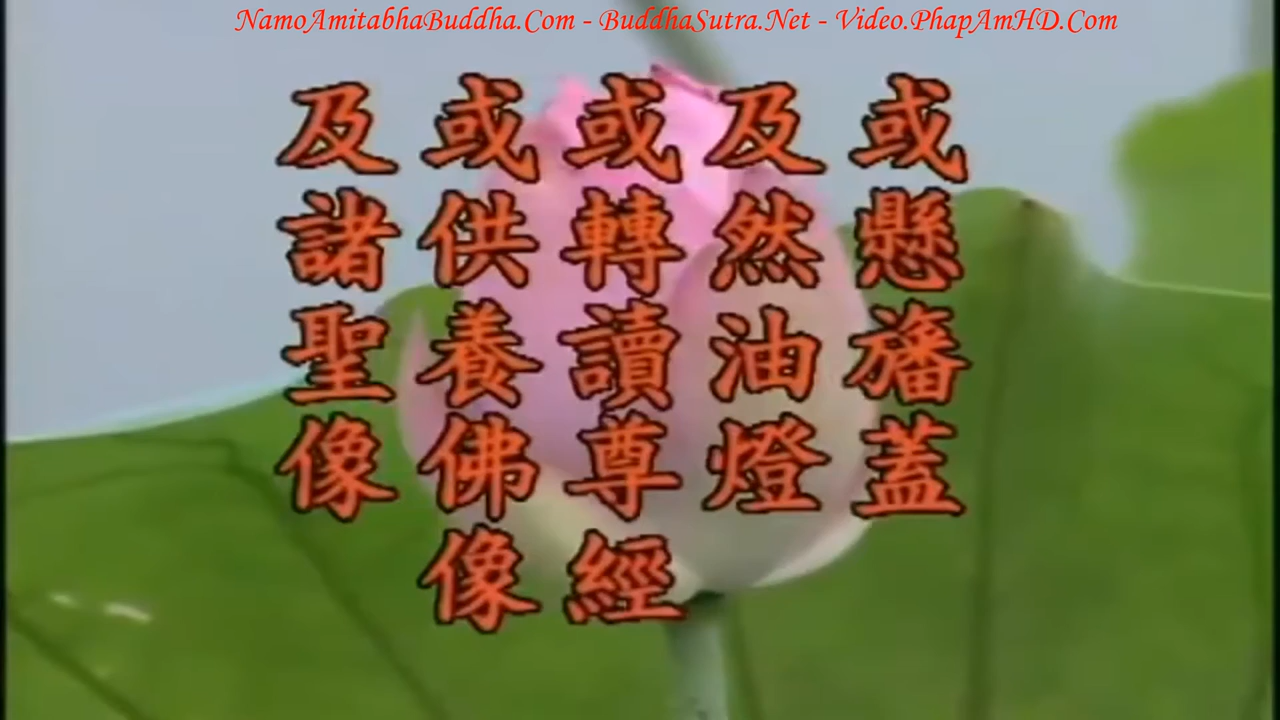 NamoAmitabhaBuddha.Com - BuddhaSutra.Net - Video.PhapAmHD.Com
或懸旛蓋
及然油燈
或轉讀尊經
或供養佛像
及諸聖像